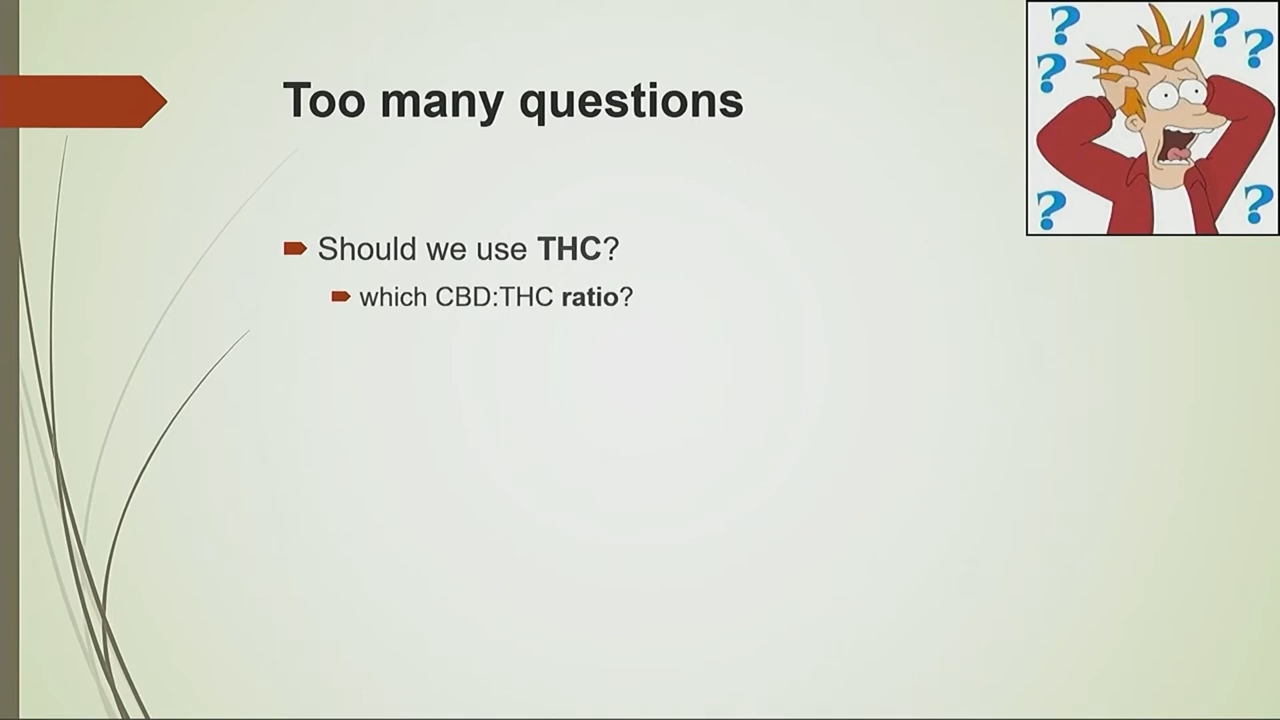 Too many questions
Should we use THC?
which CBD:THC ratio?
? ? ? ? ? ?